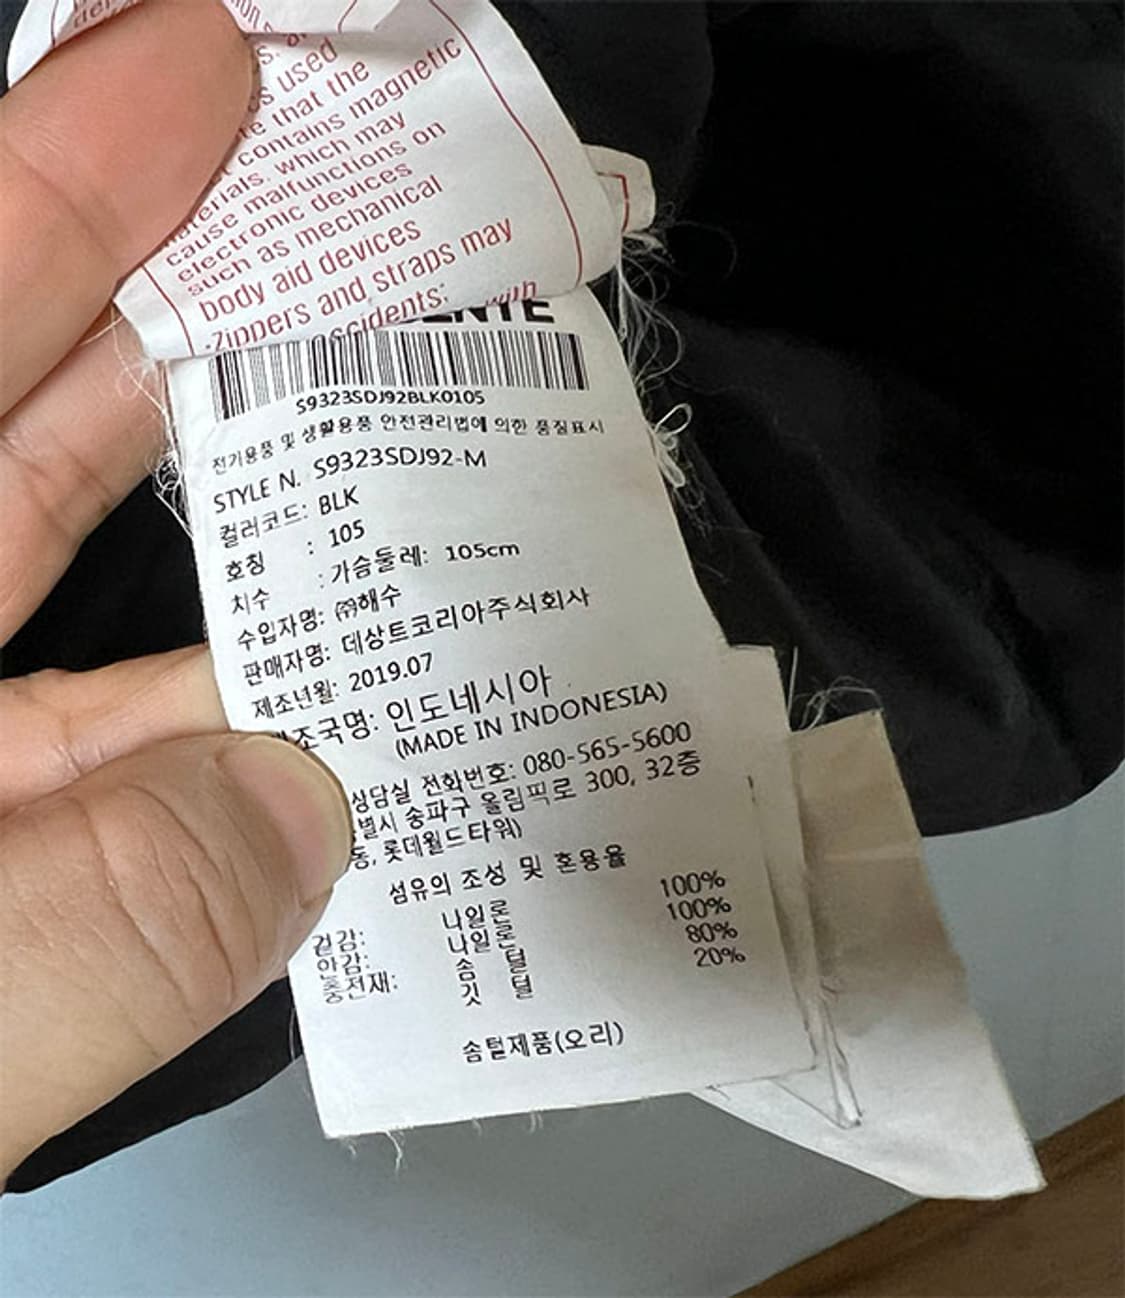 used
that the
contains magnetic
which may
cause malfunctions on
electronic devices
such as mechanical
body aid devices
-Zippers and straps may
with
S9323SDJ92BLK0105
전기용품 및 생활용품 안전관리법에 의한 품질표시
STYLE N. S9323SDJ92-M
컬러코드: BLK
호칭 : 105
치수 : 가슴둘레: 105cm
수입자명: ㈜해수
판매자명: 데상트코리아주식회사
제조년월: 2019.07
조국명: 인도네시아
(MADE IN INDONESIA)
상담실 전화번호: 080-565-5600
별시 송파구 올림픽로 300, 32층
동, 롯데월드타워)
섬유의 조성 및 혼용율
겉감: 나일론 100%
안감: 나일론 100%
충전재: 솜 털 80%
깃 털 20%
솜털제품(오리)